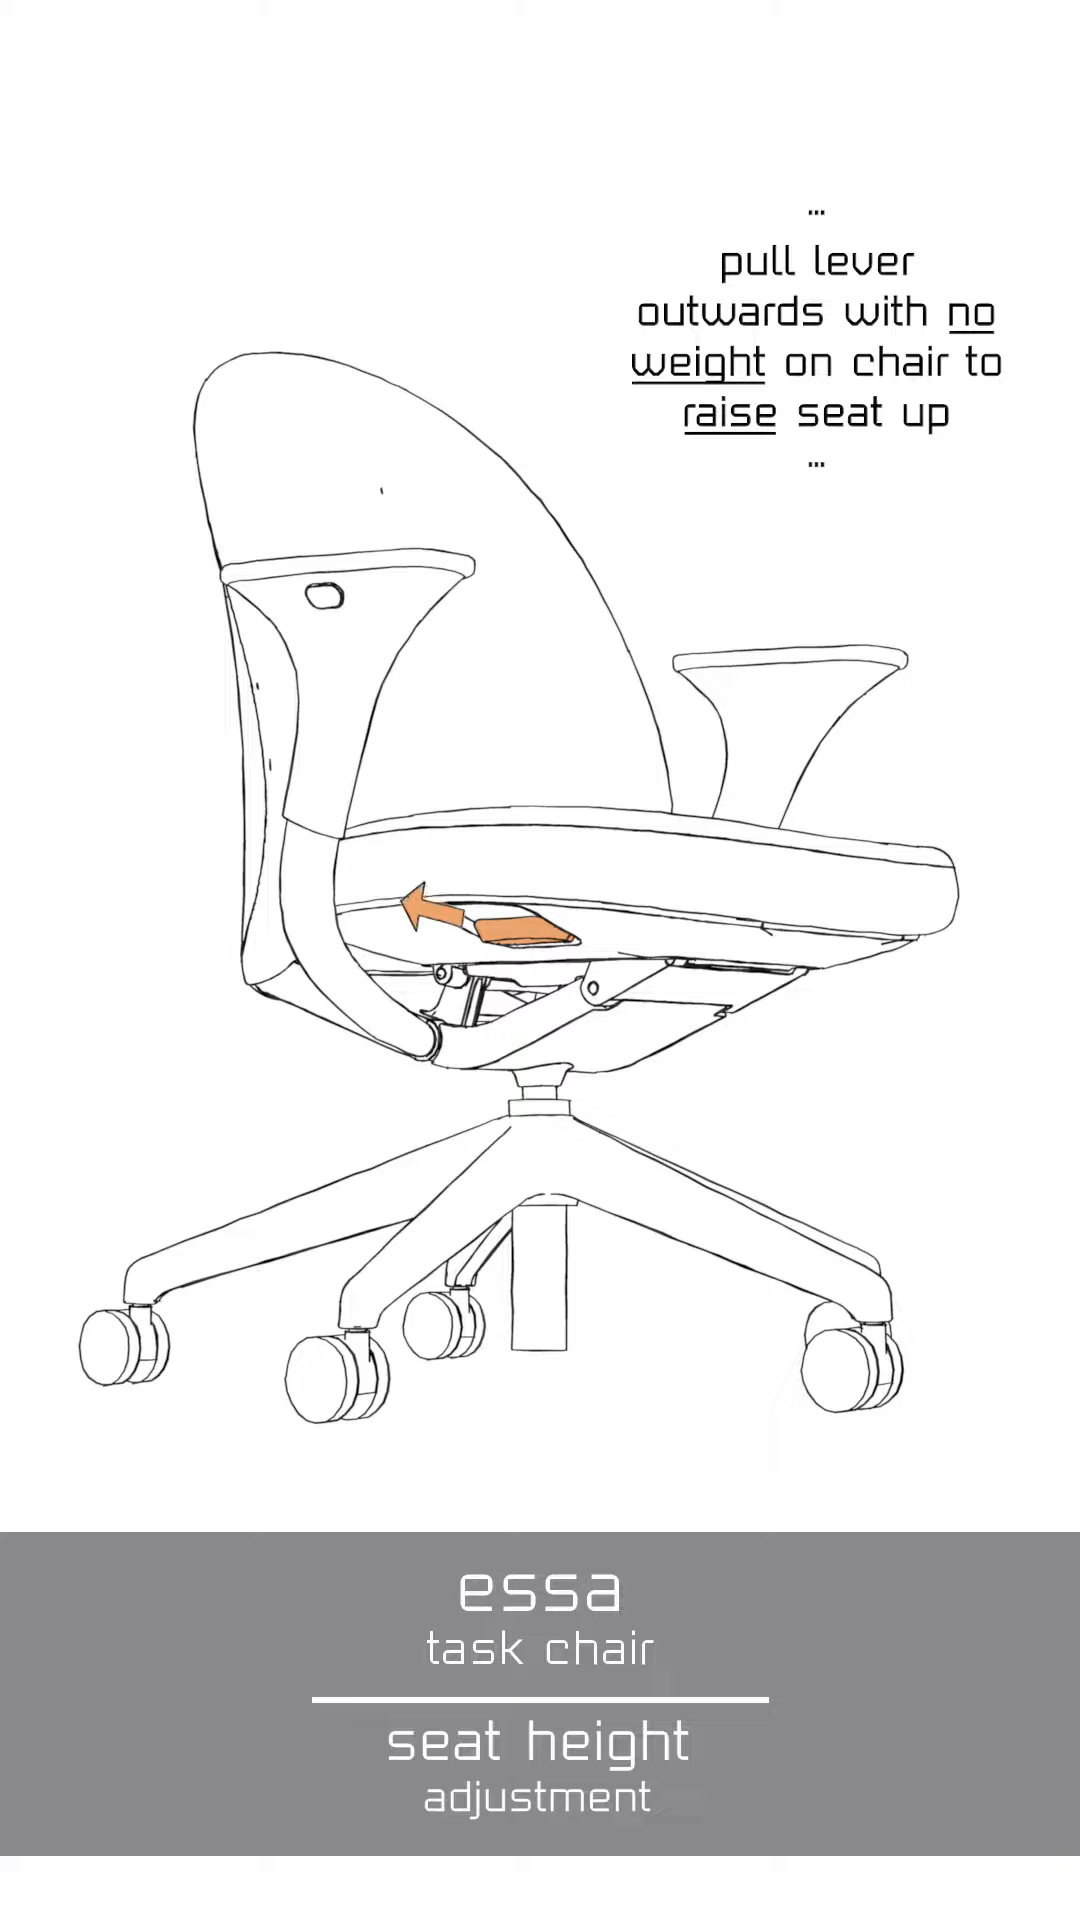 ...
pull lever
outwards with no
weight on chair to
raise seat up
...
essa
task chair
seat height
adjustment